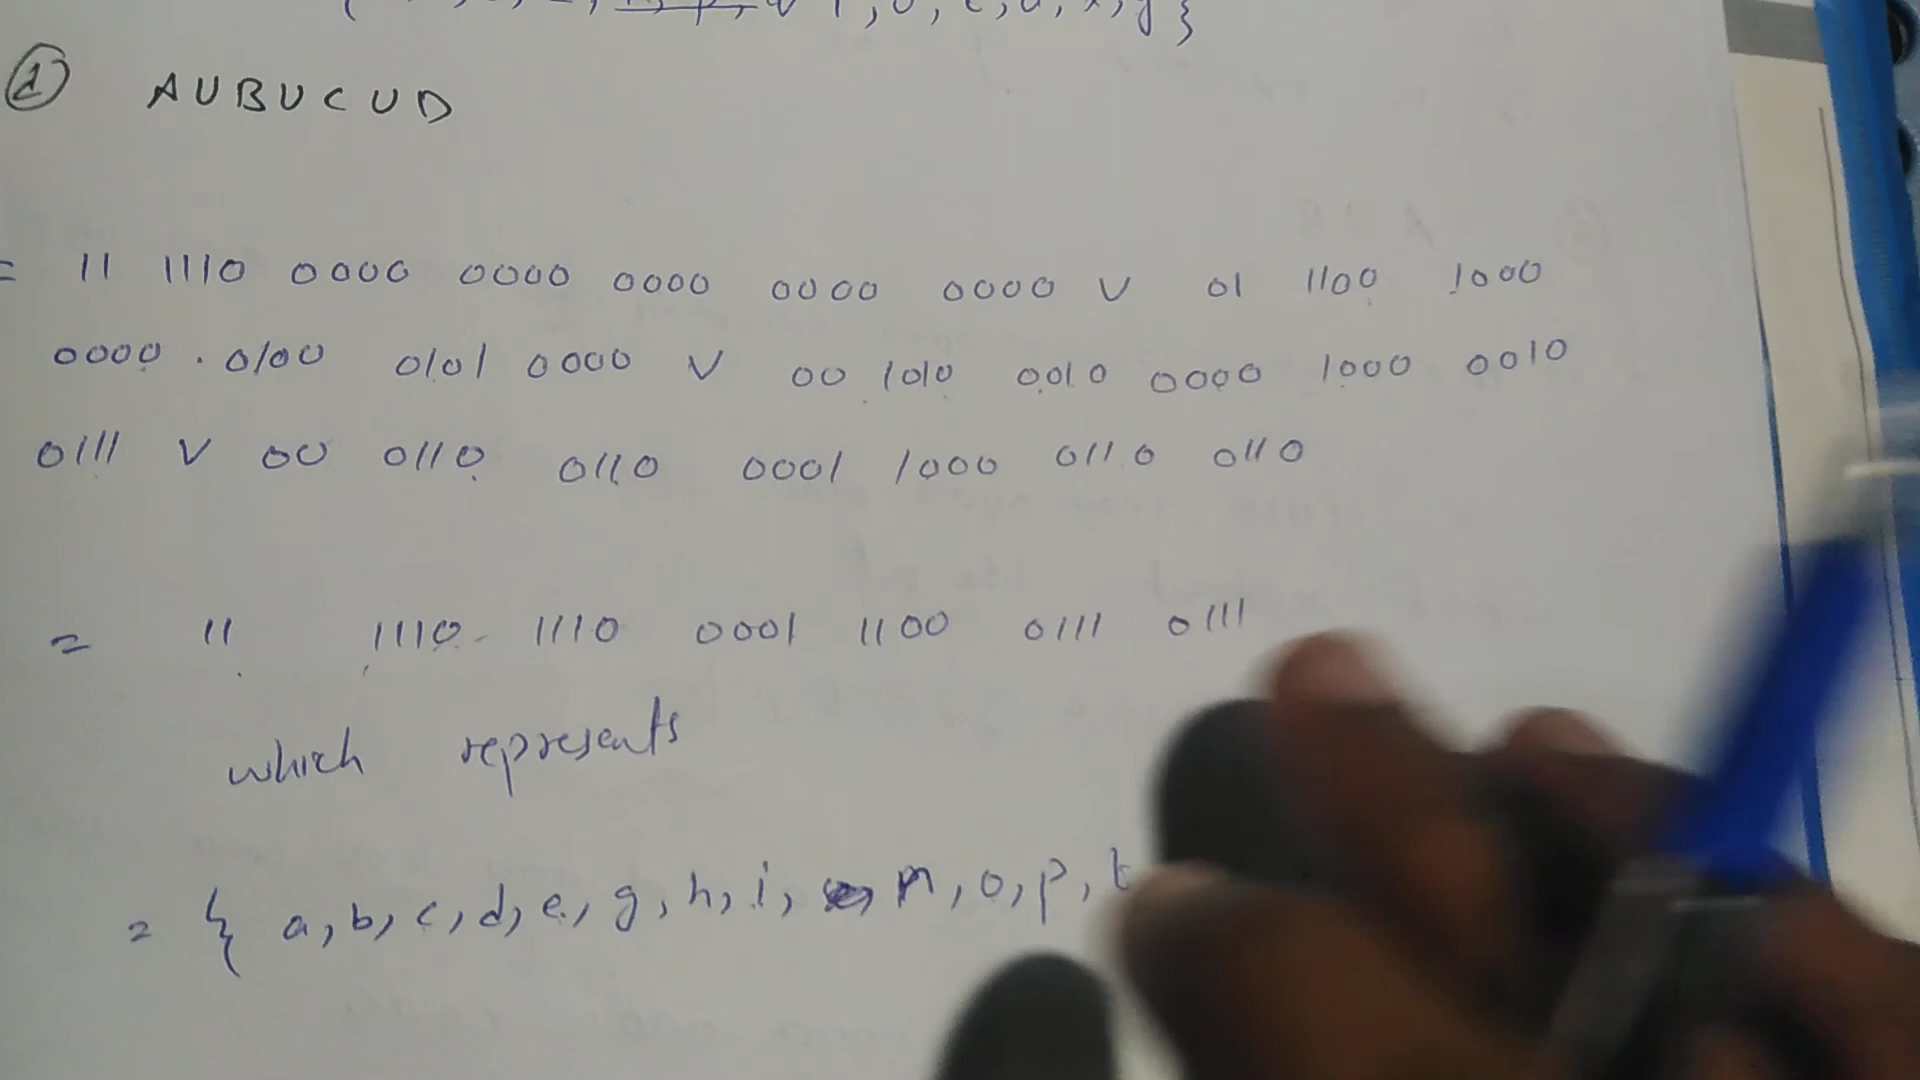 d AUBUCUD
= 11 1110 0000 0000 0000 0000 0000 V 01 1100 1000
0000 . 0100 0101 0000 V 00 1010 0010 0000 1000 0010
0111 V 00 0110 0110 0001 1000 0110 0110
= 11 1110 1110 0001 1100 0111 0111
which represents
= { a, b, c, d, e, g, h, i, n, o, p, t